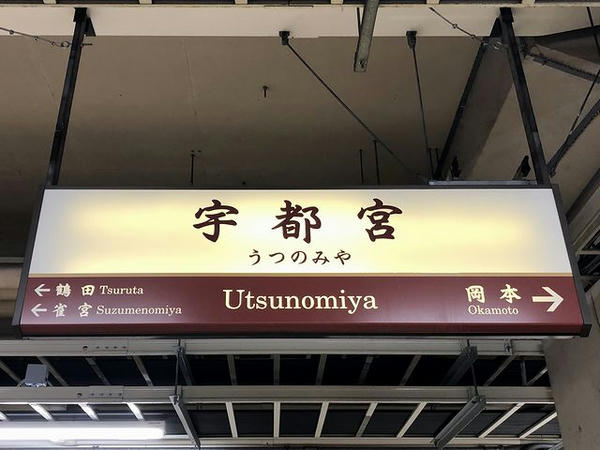 宇都宮
うつのみや
← 鶴田 Tsuruta
← 雀宮 Suzumenomiya
Utsunomiya
岡本 →
Okamoto